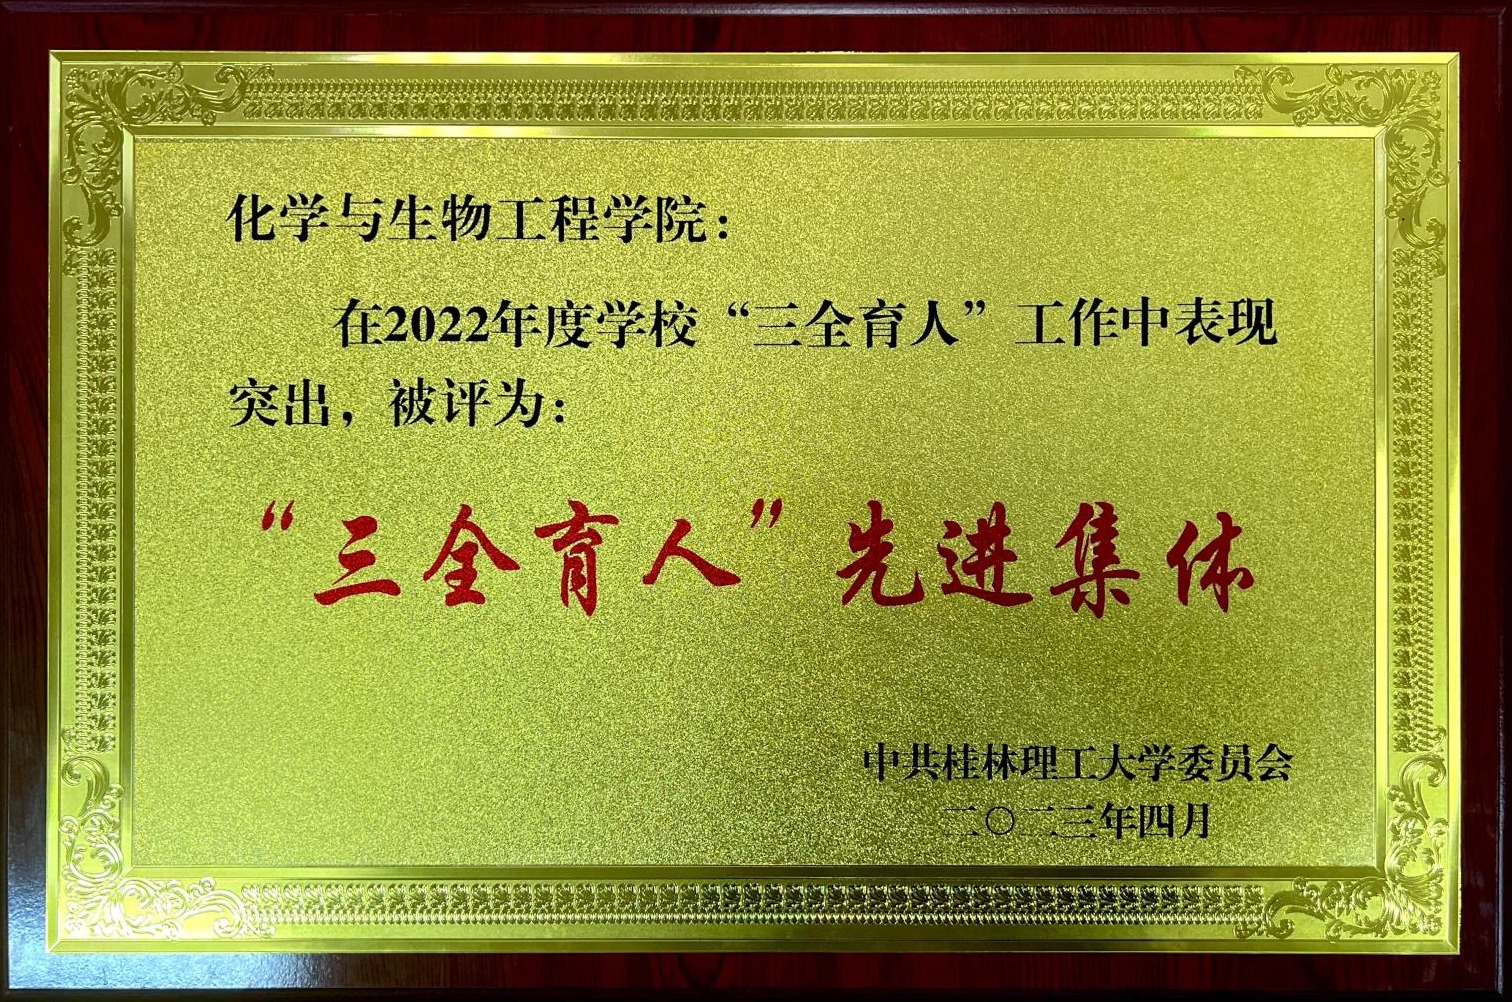 化学与生物工程学院：
在2022年度学校“三全育人”工作中表现
突出，被评为：
“三全育人”先进集体
中共桂林理工大学委员会
二〇二三年四月